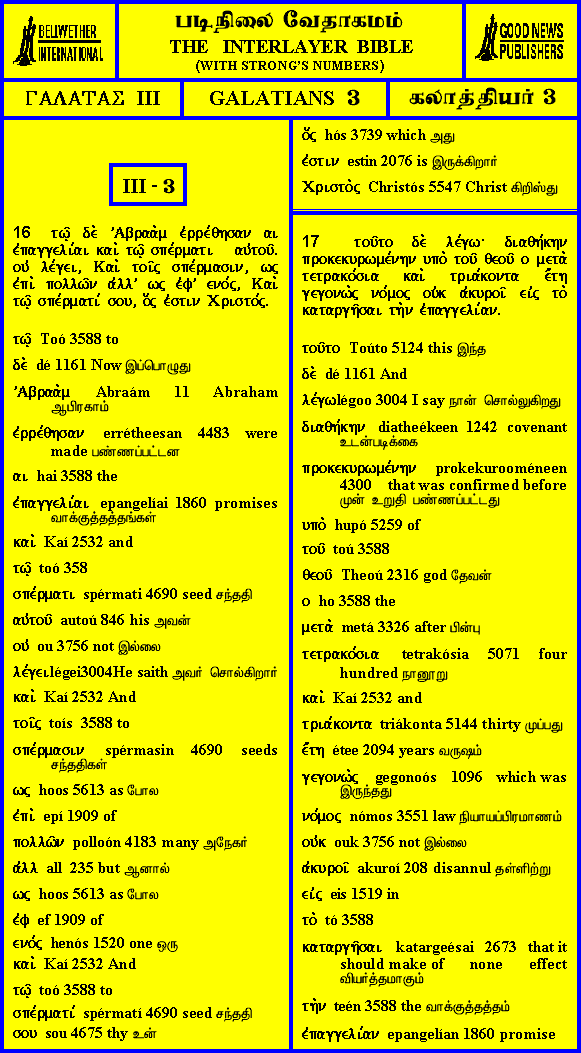 BELLWETHER
INTERNATIONAL
படிநிலை வேதாகமம்
THE INTERLAYER BIBLE
(WITH STRONG'S NUMBERS)
GOOD NEWS
PUBLISHERS
ΓΑΛΑΤΑΣ III
GALATIANS 3
கலாத்தியர் 3
III - 3
16 τῷ δὲ Ἀβραὰμ ἐρρέθησαν αι
ἐπαγγελίαι καὶ τῷ σπέρματι αὐτοῦ.
οὐ λέγει, Καὶ τοῖς σπέρμασιν, ως
ἐπὶ πολλῶν ἀλλ' ως ἐφ' ενός, Καὶ
τῷ σπέρματί σου, ὅς ἐστιν Χριστός.
τῷ Toó 3588 to
δὲ dé 1161 Now இப்பொழுது
Ἀβραὰμ Abraám 11 Abraham
ஆபிரகாம்
ἐρρέθησαν errétheesan 4483 were
made பண்ணப்பட்டன
αι hai 3588 the
ἐπαγγελίαι epangelíai 1860 promises
வாக்குத்தத்தங்கள்
καὶ Kaí 2532 and
τῷ toó 358
σπέρματι spérmati 4690 seed சந்ததி
αὐτοῦ autoú 846 his அவன்
οὐ ou 3756 not இல்லை
λέγειlégei3004He saith அவர் சொல்கிறார்
καὶ Kaí 2532 And
τοῖς toís 3588 to
σπέρμασιν spérmasin 4690 seeds
சந்ததிகள்
ως hoos 5613 as போல
ἐπὶ epí 1909 of
πολλῶν polloón 4183 many அநேகர்
ἀλλ all 235 but ஆனால்
ως hoos 5613 as போல
ἐφ ef 1909 of
ενός henós 1520 one ஒரு
καὶ Kaí 2532 And
τῷ toó 3588 to
σπέρματί spérmatí 4690 seed சந்ததி
σου sou 4675 thy உன்
ὅς hós 3739 which அது
ἐστιν estin 2076 is இருக்கிறார்
Χριστὸς Christós 5547 Christ கிறிஸ்து
17 τοῦτο δὲ λέγω· διαθήκην
προκεκυρωμένην υπὸ τοῦ θεοῦ ο μετὰ
τετρακόσια καὶ τριάκοντα ἔτη
γεγονὼς νόμος οὐκ ἀκυροῖ εἰς τὸ
καταργῆσαι τὴν ἐπαγγελίαν.
τοῦτο Toúto 5124 this இந்த
δὲ dé 1161 And
λέγωlégoo 3004 I say நான் சொல்லுகிறது
διαθήκην diatheékeen 1242 covenant
உடன்படிக்கை
προκεκυρωμένην prokekurooméneen
4300 that was confirmed before
முன் உறுதி பண்ணப்பட்டது
υπὸ hupó 5259 of
τοῦ toú 3588
θεοῦ Theoú 2316 god தேவன்
ο ho 3588 the
μετὰ metá 3326 after பின்பு
τετρακόσια tetrakósia 5071 four
hundred நானூறு
καὶ Kaí 2532 and
τριάκοντα triákonta 5144 thirty முப்பது
ἔτη étee 2094 years வருஷம்
γεγονὼς gegonoós 1096 which was
இருந்தது
νόμος nómos 3551 law நியாயப்பிரமாணம்
οὐκ ouk 3756 not இல்லை
ἀκυροῖ akuroí 208 disannul தள்ளிற்று
εἰς eis 1519 in
τὸ tó 3588
καταργῆσαι katargeésai 2673 that it
should make of none effect
வியர்த்தமாகும்
τὴν teén 3588 the வாக்குத்தத்தம்
ἐπαγγελίαν epangelían 1860 promise